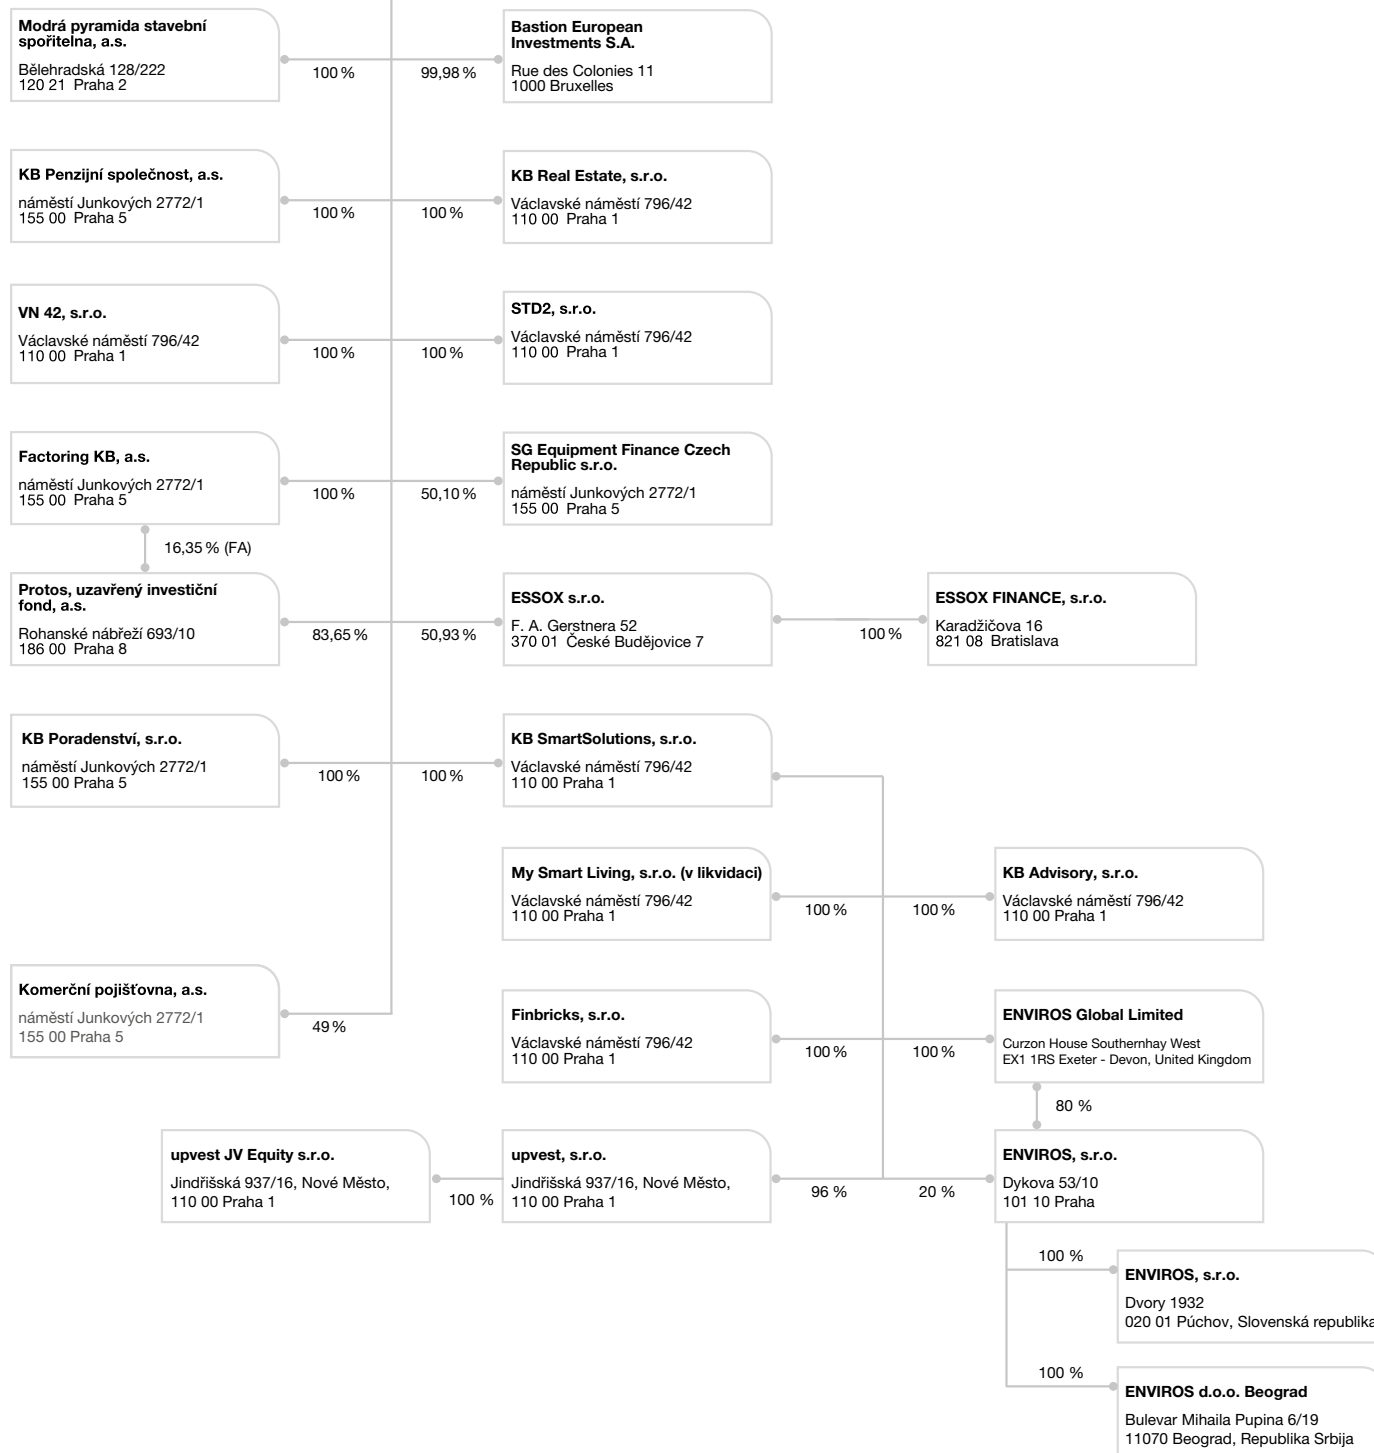 Modrá pyramida stavební
spořitelna, a.s.
Bělehradská 128/222
120 21 Praha 2
100 %
99,98 %
Bastion European
Investments S.A.
Rue des Colonies 11
1000 Bruxelles
KB Penzijní společnost, a.s.
náměstí Junkových 2772/1
155 00 Praha 5
100 %
100 %
KB Real Estate, s.r.o.
Václavské náměstí 796/42
110 00 Praha 1
VN 42, s.r.o.
Václavské náměstí 796/42
110 00 Praha 1
100 %
100 %
STD2, s.r.o.
Václavské náměstí 796/42
110 00 Praha 1
Factoring KB, a.s.
náměstí Junkových 2772/1
155 00 Praha 5
100 %
50,10 %
SG Equipment Finance Czech
Republic s.r.o.
náměstí Junkových 2772/1
155 00 Praha 5
16,35 % (FA)
Protos, uzavřený investiční
fond, a.s.
Rohanské nábřeží 693/10
186 00 Praha 8
83,65 %
50,93 %
ESSOX s.r.o.
F. A. Gerstnera 52
370 01 České Budějovice 7
100 %
ESSOX FINANCE, s.r.o.
Karadžičova 16
821 08 Bratislava
KB Poradenství, s.r.o.
náměstí Junkových 2772/1
155 00 Praha 5
100 %
100 %
KB SmartSolutions, s.r.o.
Václavské náměstí 796/42
110 00 Praha 1
My Smart Living, s.r.o. (v likvidaci)
Václavské náměstí 796/42
110 00 Praha 1
100 %
100 %
KB Advisory, s.r.o.
Václavské náměstí 796/42
110 00 Praha 1
Komerční pojišťovna, a.s.
náměstí Junkových 2772/1
155 00 Praha 5
49 %
Finbricks, s.r.o.
Václavské náměstí 796/42
110 00 Praha 1
100 %
100 %
ENVIROS Global Limited
Curzon House Southernhay West
EX1 1RS Exeter - Devon, United Kingdom
80 %
upvest JV Equity s.r.o.
Jindřišská 937/16, Nové Město,
110 00 Praha 1
100 %
upvest, s.r.o.
Jindřišská 937/16, Nové Město,
110 00 Praha 1
96 %
20 %
ENVIROS, s.r.o.
Dykova 53/10
101 10 Praha
100 %
ENVIROS, s.r.o.
Dvory 1932
020 01 Púchov, Slovenská republika
100 %
ENVIROS d.o.o. Beograd
Bulevar Mihaila Pupina 6/19
11070 Beograd, Republika Srbija